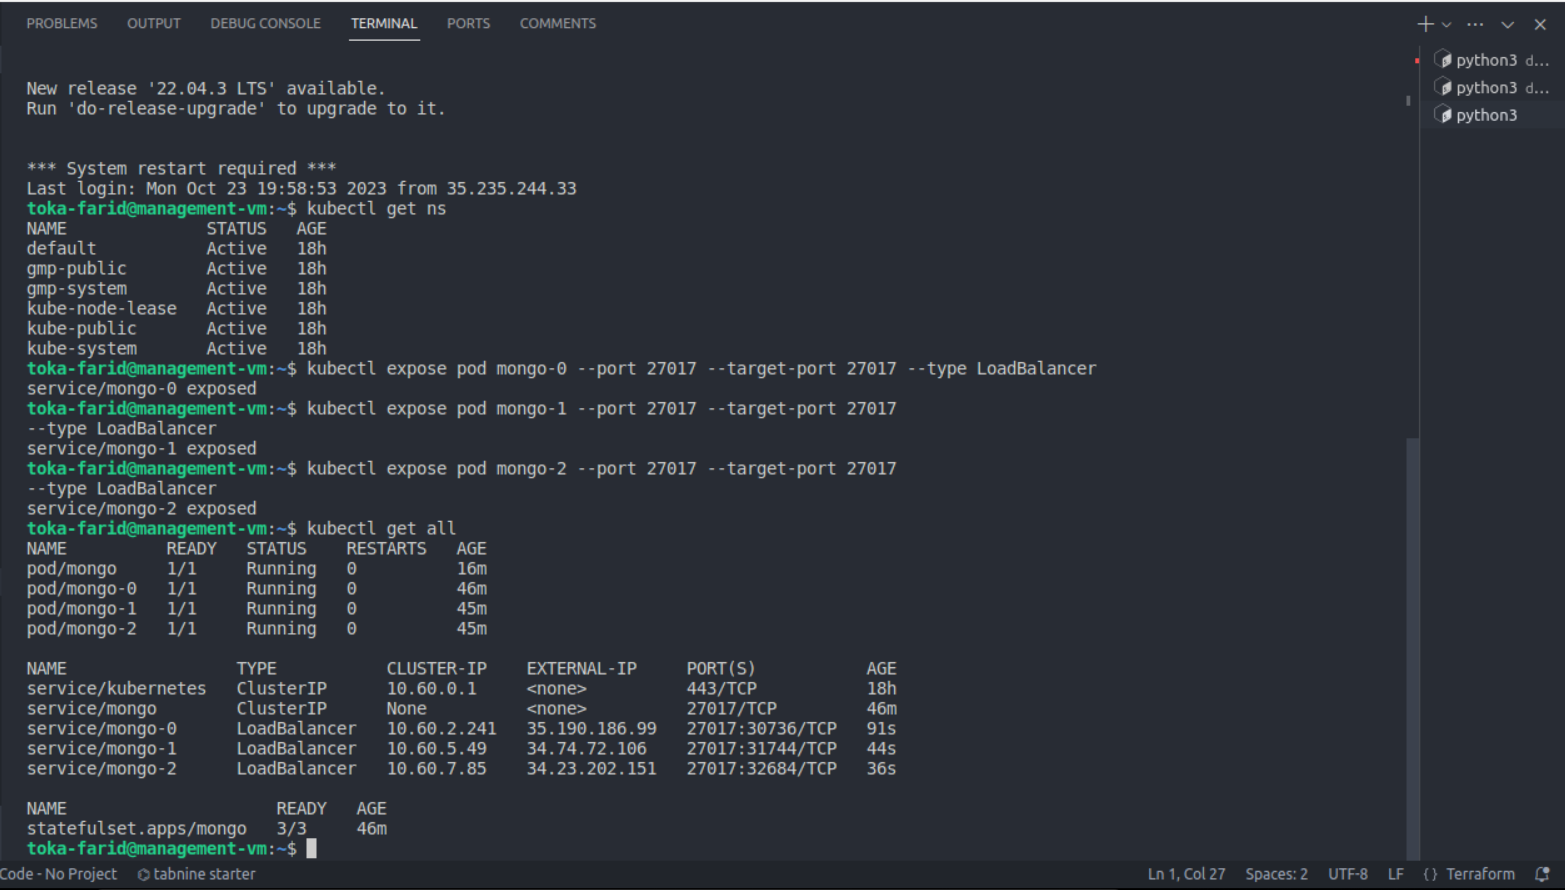 PROBLEMS OUTPUT DEBUG CONSOLE TERMINAL PORTS COMMENTS
python3 d...
python3 d...
python3
New release '22.04.3 LTS' available.
Run 'do-release-upgrade' to upgrade to it.
*** System restart required ***
Last login: Mon Oct 23 19:58:53 2023 from 35.235.244.33
toka-farid@management-vm:~$ kubectl get ns
NAME STATUS AGE
default Active 18h
gmp-public Active 18h
gmp-system Active 18h
kube-node-lease Active 18h
kube-public Active 18h
kube-system Active 18h
toka-farid@management-vm:~$ kubectl expose pod mongo-0 --port 27017 --target-port 27017 --type LoadBalancer
service/mongo-0 exposed
toka-farid@management-vm:~$ kubectl expose pod mongo-1 --port 27017 --target-port 27017
--type LoadBalancer
service/mongo-1 exposed
toka-farid@management-vm:~$ kubectl expose pod mongo-2 --port 27017 --target-port 27017
--type LoadBalancer
service/mongo-2 exposed
toka-farid@management-vm:~$ kubectl get all
NAME READY STATUS RESTARTS AGE
pod/mongo 1/1 Running 0 16m
pod/mongo-0 1/1 Running 0 46m
pod/mongo-1 1/1 Running 0 45m
pod/mongo-2 1/1 Running 0 45m
NAME TYPE CLUSTER-IP EXTERNAL-IP PORT(S) AGE
service/kubernetes ClusterIP 10.60.0.1 <none> 443/TCP 18h
service/mongo ClusterIP None <none> 27017/TCP 46m
service/mongo-0 LoadBalancer 10.60.2.241 35.190.186.99 27017:30736/TCP 91s
service/mongo-1 LoadBalancer 10.60.5.49 34.74.72.106 27017:31744/TCP 44s
service/mongo-2 LoadBalancer 10.60.7.85 34.23.202.151 27017:32684/TCP 36s
NAME READY AGE
statefulset.apps/mongo 3/3 46m
toka-farid@management-vm:~$
Code - No Project tabnine starter Ln 1, Col 27 Spaces: 2 UTF-8 LF {} Terraform